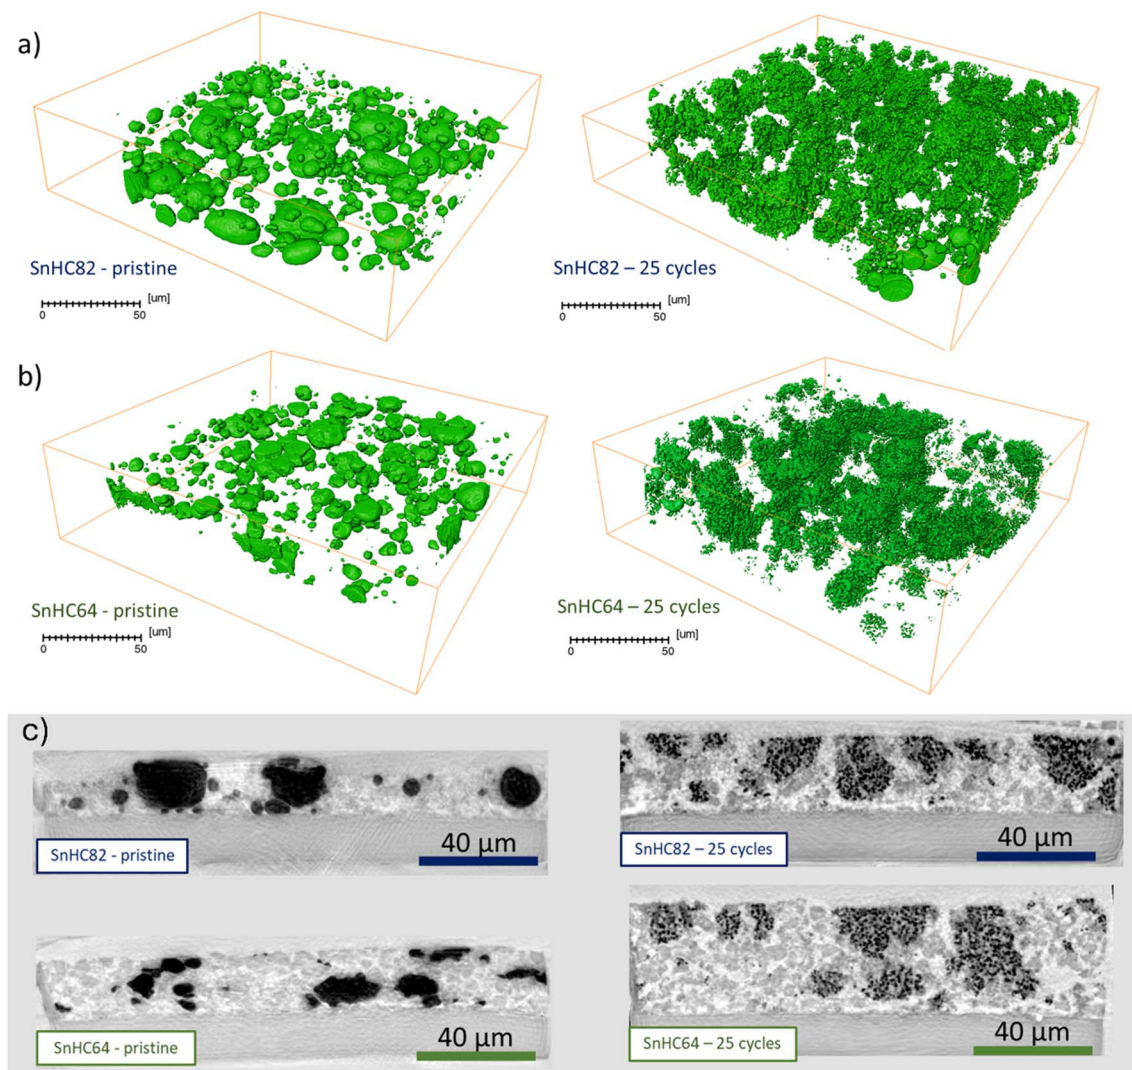 a)
SnHC82 - pristine
[um]
0 50
SnHC82 – 25 cycles
[um]
0 50
b)
SnHC64 - pristine
[um]
0 50
SnHC64 – 25 cycles
[um]
0 50
c)
40 µm
SnHC82 - pristine
40 µm
SnHC82 – 25 cycles
40 µm
SnHC64 - pristine
40 µm
SnHC64 – 25 cycles